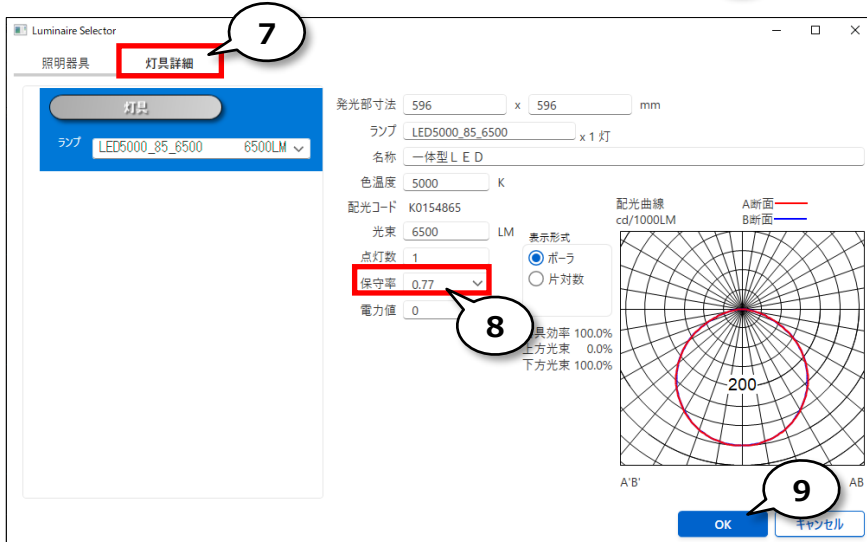 Luminaire Selector
7
照明器具 灯具詳細
灯具
ランプ LED5000_85_6500 6500LM
発光部寸法 596 x 596 mm
ランプ LED5000_85_6500 x 1 灯
名称 一体型ＬＥＤ
色温度 5000 K
配光コード K0154865
光束 6500 LM
点灯数 1
保守率 0.77
電力値 0
8
表示形式
ポーラ
片対数
具効率 100.0%
上方光束 0.0%
下方光束 100.0%
配光曲線 A断面
cd/1000LM B断面
200
A'B' AB
9
OK キャンセル